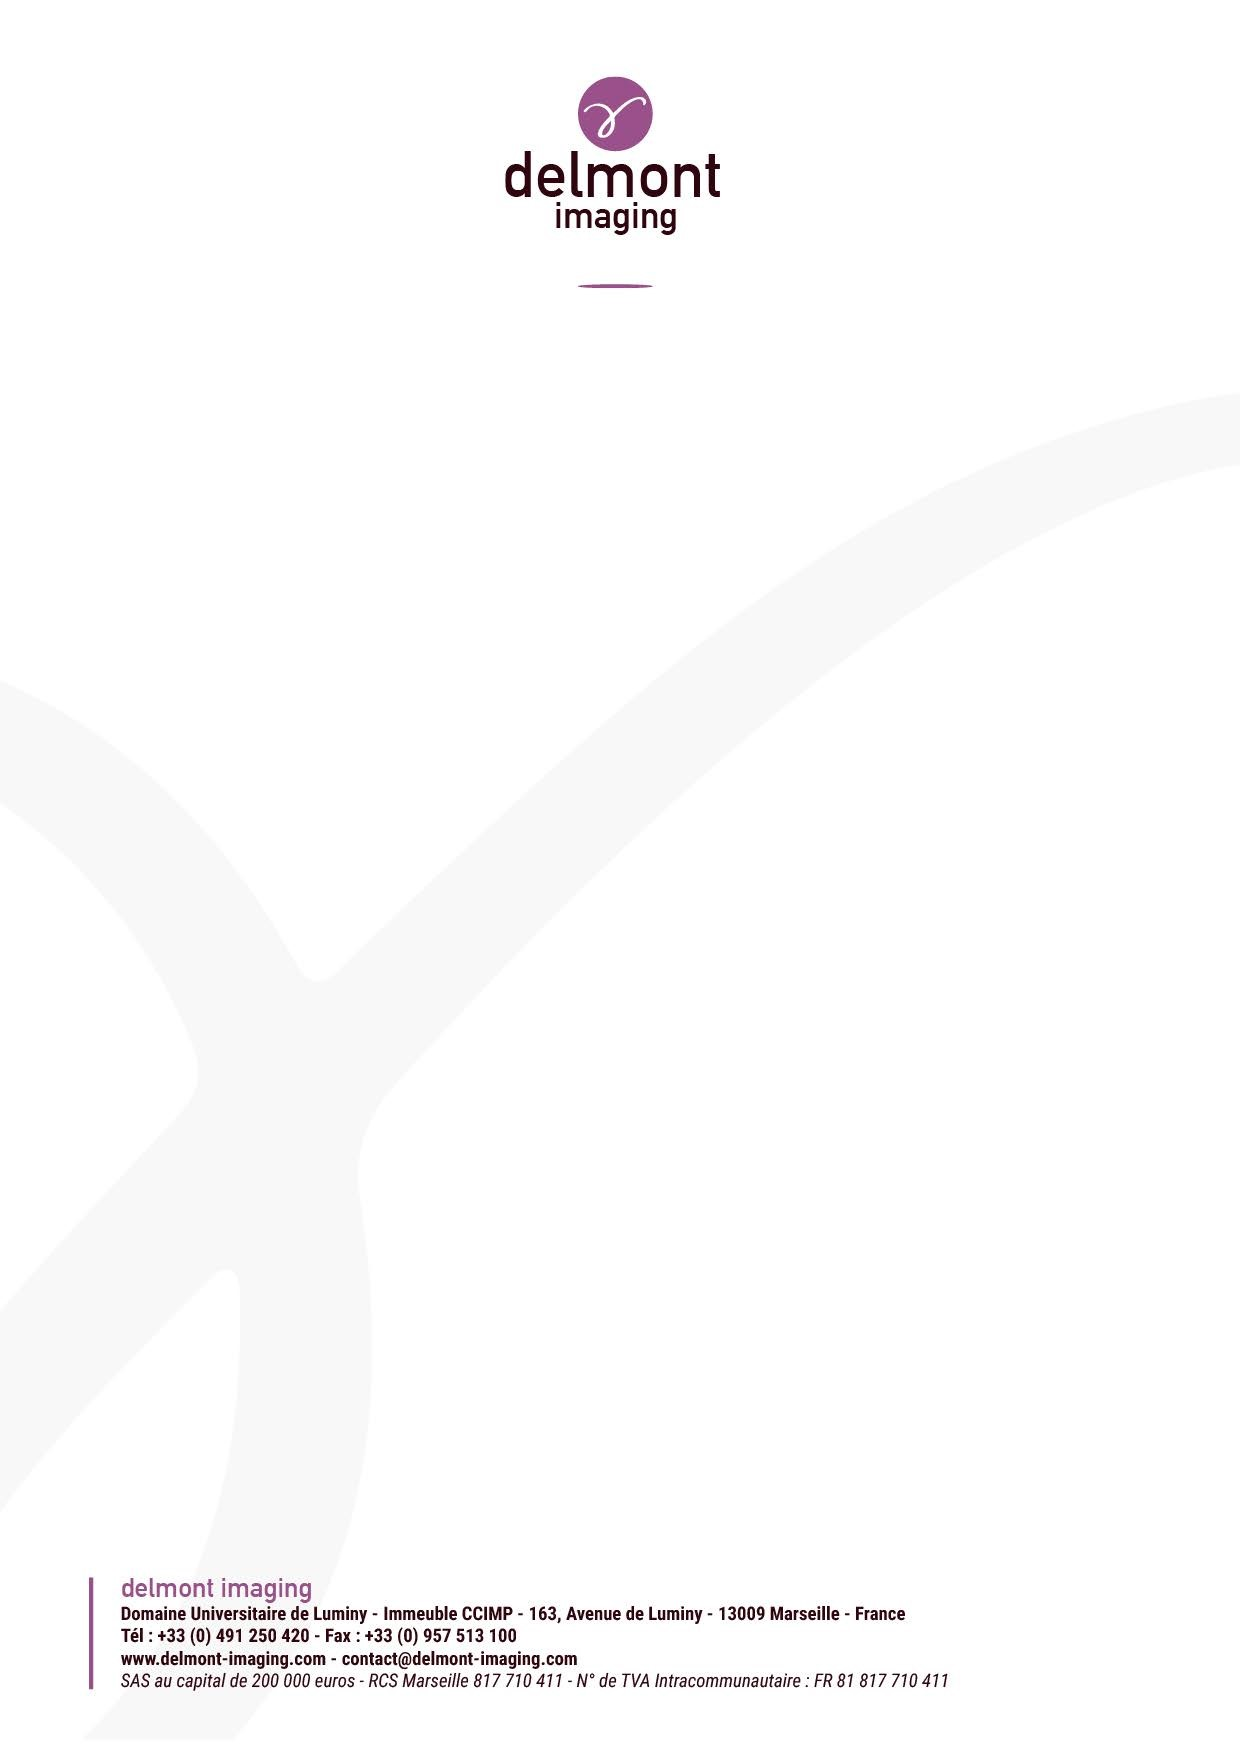 delmont
imaging
delmont imaging
Domaine Universitaire de Luminy - Immeuble CCIMP - 163, Avenue de Luminy - 13009 Marseille - France
Tél : +33 (0) 491 250 420 - Fax : +33 (0) 957 513 100
www.delmont-imaging.com - contact@delmont-imaging.com
SAS au capital de 200 000 euros - RCS Marseille 817 710 411 - N° de TVA Intracommunautaire : FR 81 817 710 411